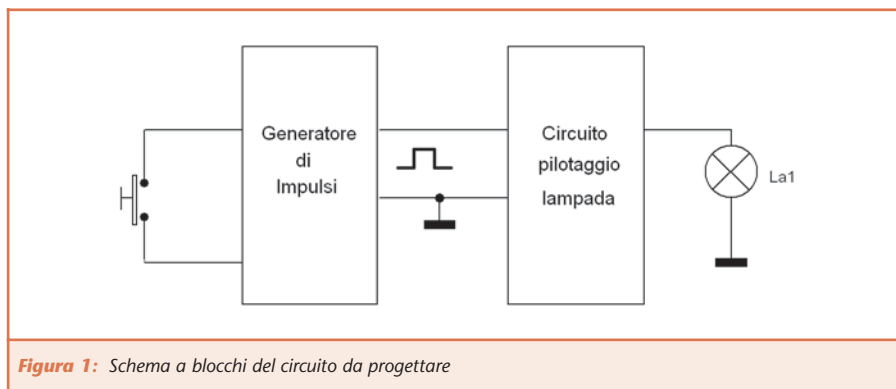 Generatore
di
Impulsi
Circuito
pilotaggio
lampada
La1
Figura 1: Schema a blocchi del circuito da progettare